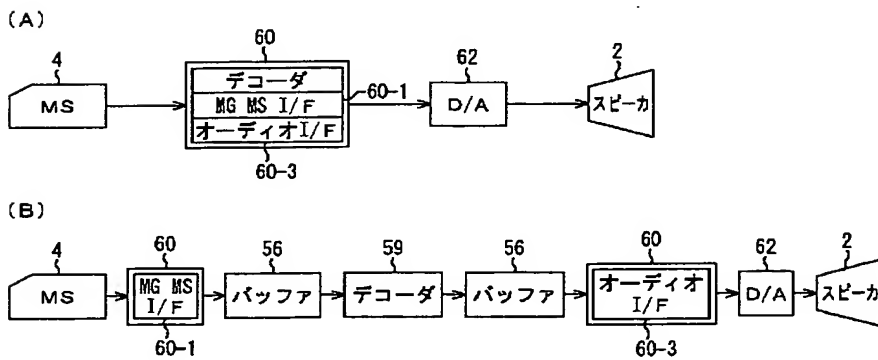 (A)
4
60
62
2
MS
デコーダ
MG MS I/F
オーディオI/F
60-1
D/A
スピーカ
60-3
(B)
4
60
56
59
56
60
62
2
MS
MG MS
I/F
バッファ
デコーダ
バッファ
オーディオ
I/F
D/A
スピーカ
60-1
60-3